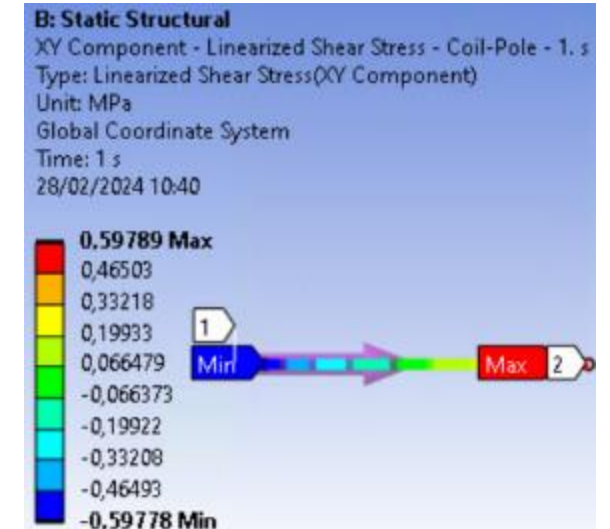 B: Static Structural
XY Component - Linearized Shear Stress - Coil-Pole - 1. s
Type: Linearized Shear Stress(XY Component)
Unit: MPa
Global Coordinate System
Time: 1 s
28/02/2024 10:40
0.59789 Max
0,46503
0,33218
0,19933
0,066479
-0,066373
-0,19922
-0,33208
-0,46493
-0.59778 Min
1
Min
Max
2